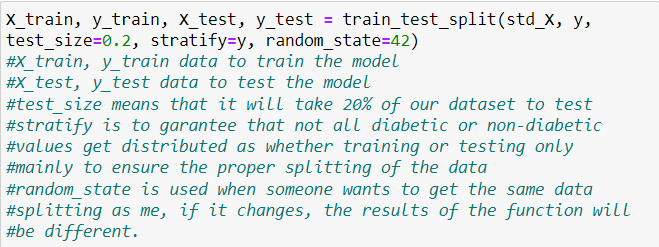 X_train, y_train, X_test, y_test = train_test_split(std_X, y,
test_size=0.2, stratify=y, random_state=42)
#X_train, y_train data to train the model
#X_test, y_test data to test the model
#test_size means that it will take 20% of our dataset to test
#stratify is to garantee that not all diabetic or non-diabetic
#values get distributed as whether training or testing only
#mainly to ensure the proper splitting of the data
#random_state is used when someone wants to get the same data
#splitting as me, if it changes, the results of the function will
#be different.